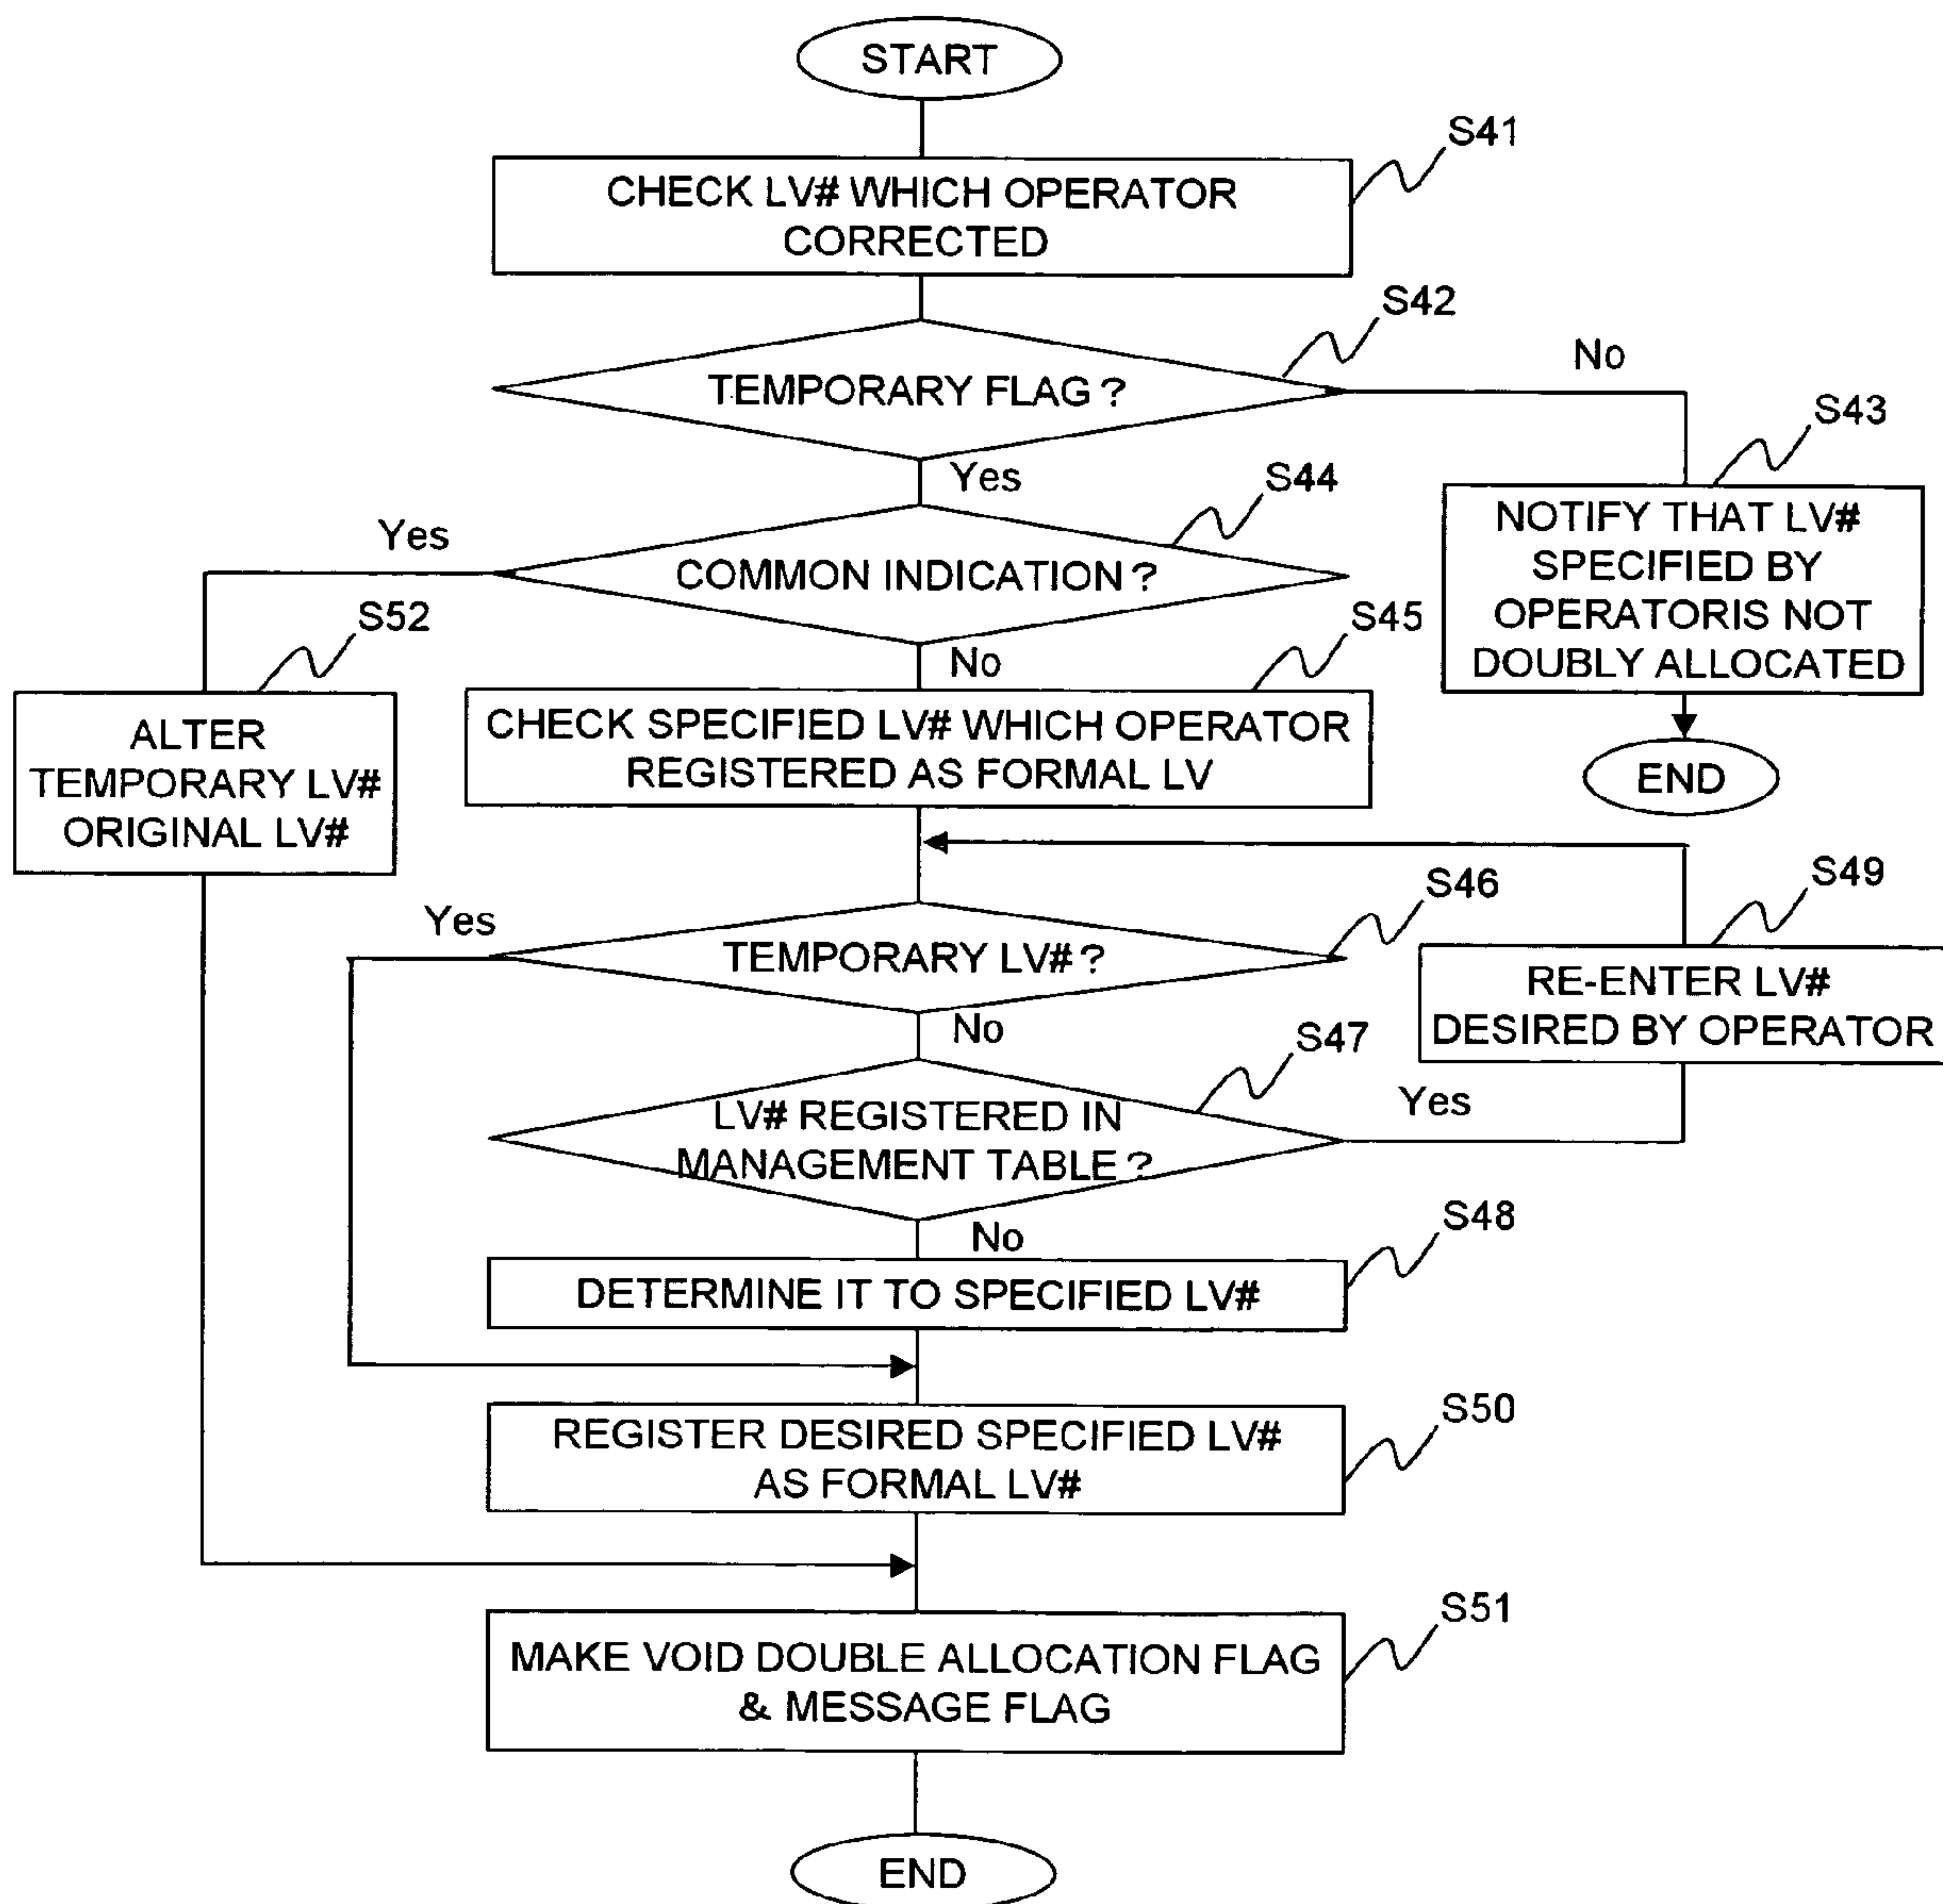 START
S41
CHECK LV# WHICH OPERATOR
CORRECTED
S42
TEMPORARY FLAG?
No
S43
NOTIFY THAT LV#
SPECIFIED BY
OPERATORIS NOT
DOUBLY ALLOCATED
END
Yes
S44
COMMON INDICATION?
Yes
S52
ALTER
TEMPORARY LV#
ORIGINAL LV#
No
S45
CHECK SPECIFIED LV# WHICH OPERATOR
REGISTERED AS FORMAL LV
S46
TEMPORARY LV#?
Yes
No
S47
LV# REGISTERED IN
MANAGEMENT TABLE?
Yes
S49
RE-ENTER LV#
DESIRED BY OPERATOR
No
S48
DETERMINE IT TO SPECIFIED LV#
S50
REGISTER DESIRED SPECIFIED LV#
AS FORMAL LV#
S51
MAKE VOID DOUBLE ALLOCATION FLAG
& MESSAGE FLAG
END